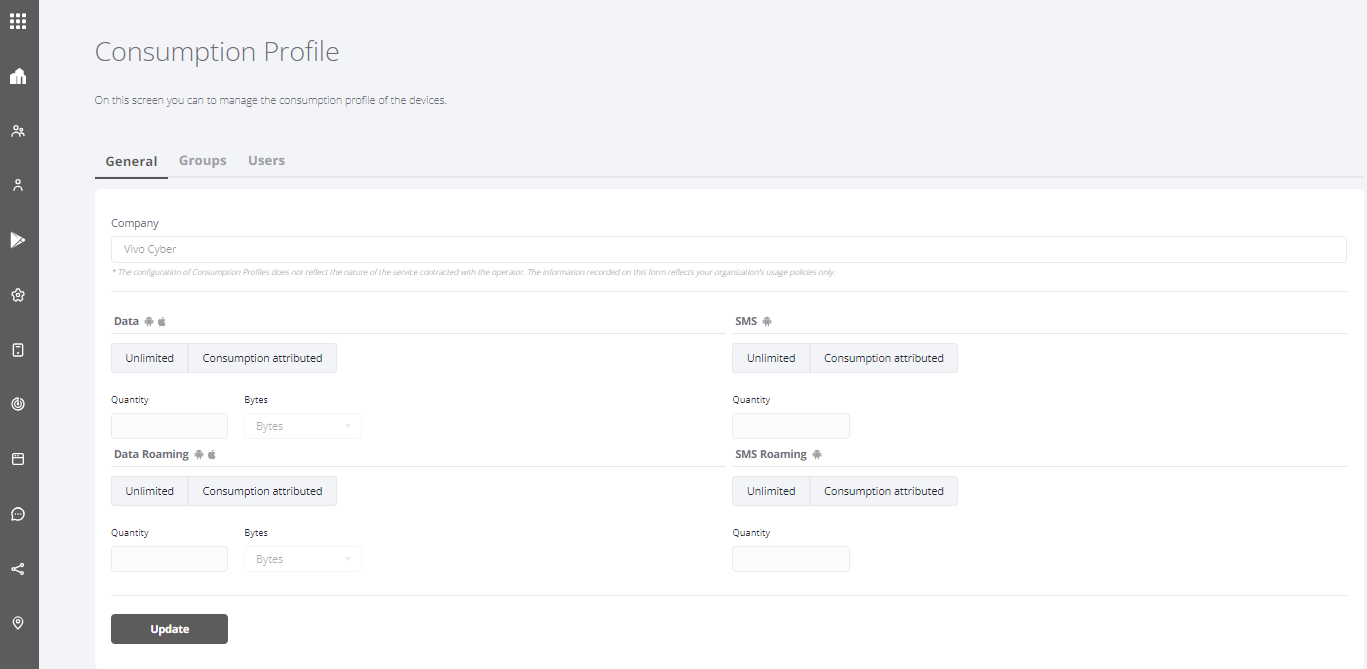 Consumption Profile
On this screen you can to manage the consumption profile of the devices.
General Groups Users
Company
Vivo Cyber
* The configuration of Consumption Profiles does not reflect the nature of the service contracted with the operator. The information recorded on this form reflects your organization's usage policies only.
Data SMS
Unlimited Consumption attributed Unlimited Consumption attributed
Quantity Bytes Quantity
Bytes
Data Roaming SMS Roaming
Unlimited Consumption attributed Unlimited Consumption attributed
Quantity Bytes Quantity
Bytes
Update